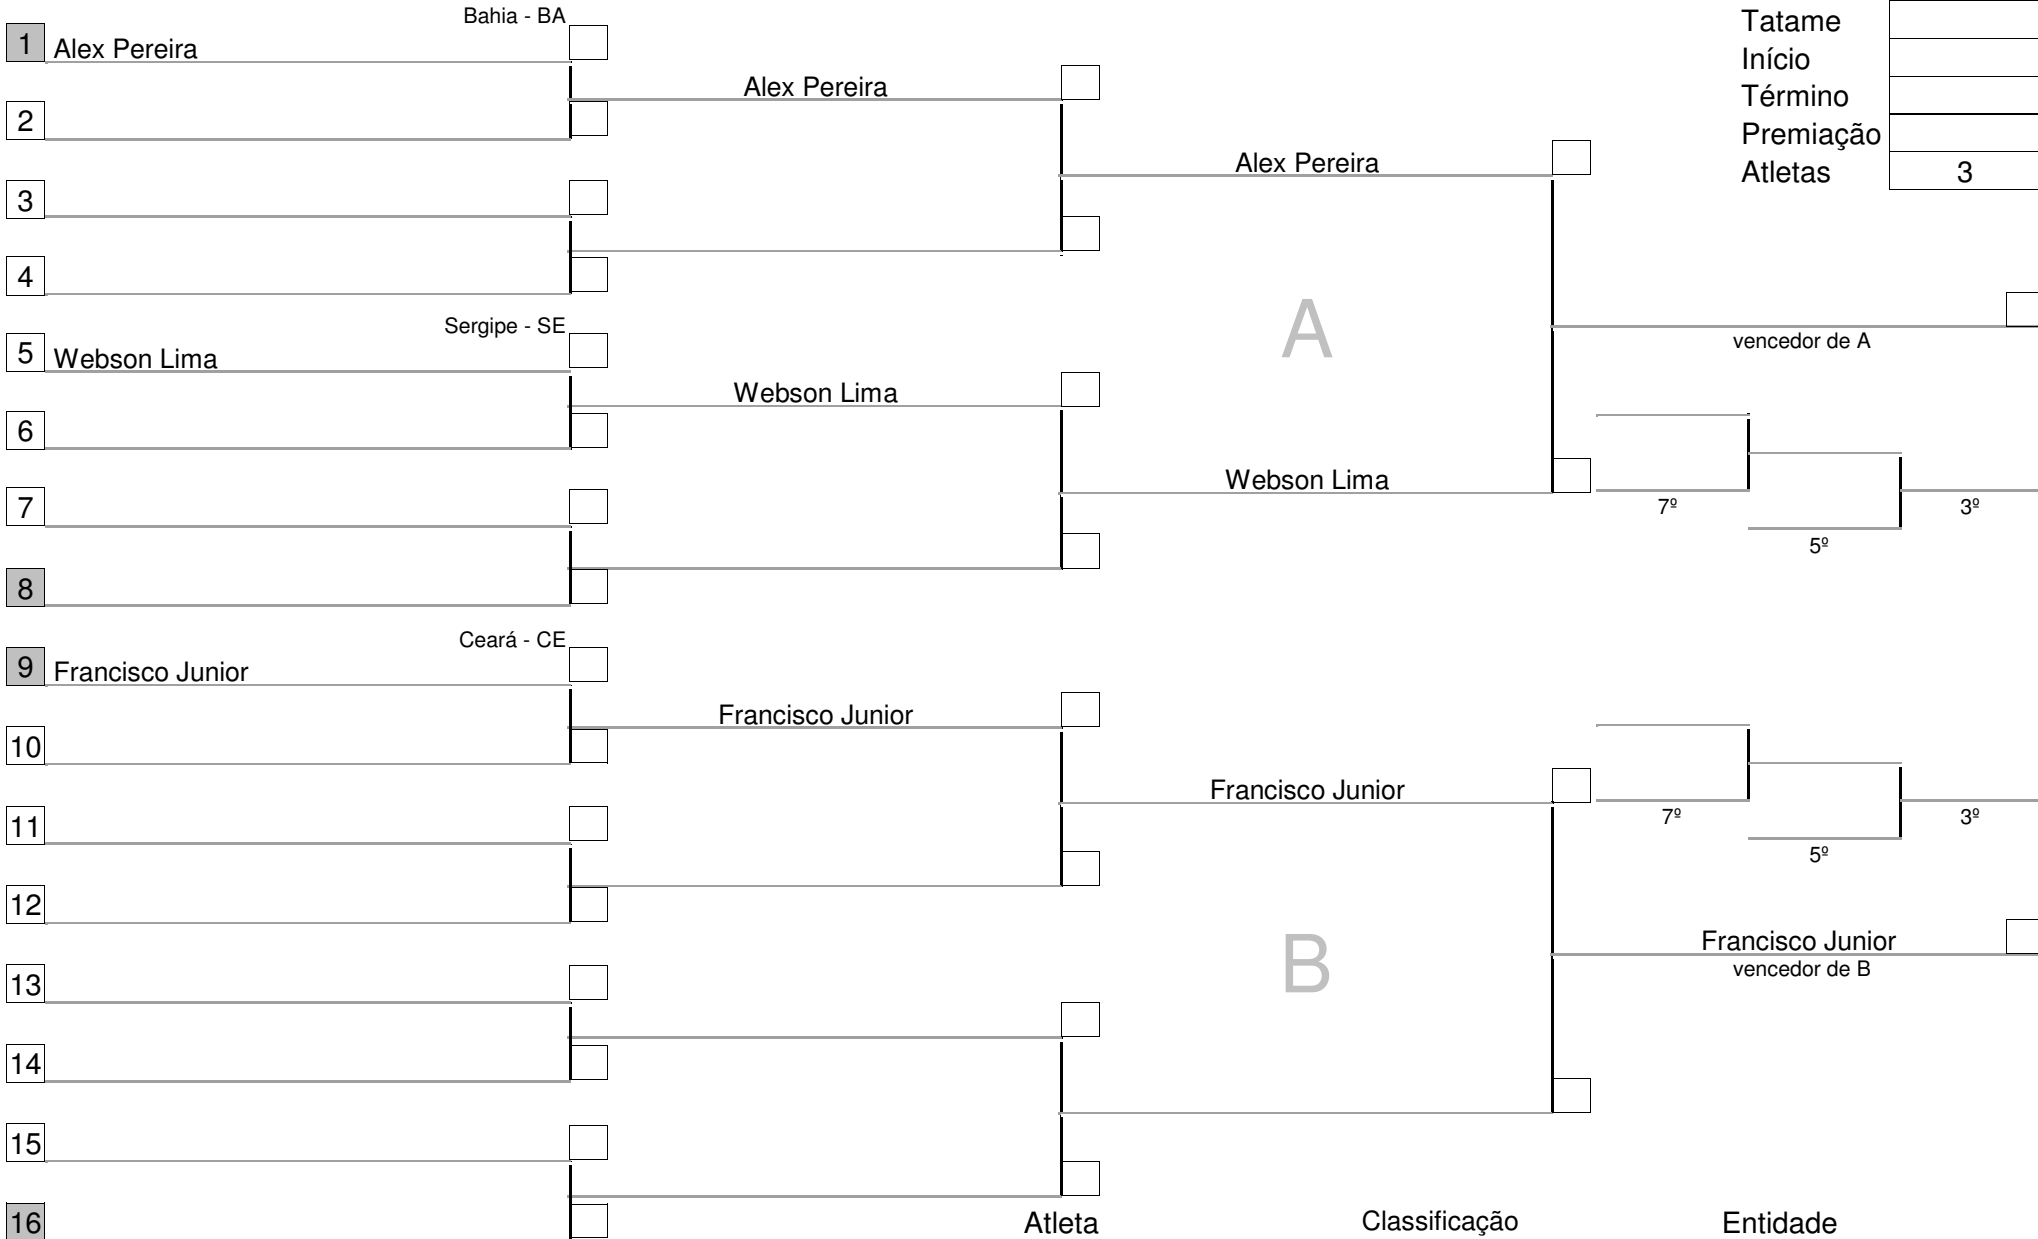 Bahia - BA
1 Alex Pereira
Alex Pereira
2
Alex Pereira
3
4
Tatame
Início
Término
Premiação
Atletas 3
Sergipe - SE
5 Webson Lima
Webson Lima
6
Webson Lima
7
8
A
vencedor de A
7º
5º
3º
Ceará - CE
9 Francisco Junior
Francisco Junior
10
Francisco Junior
11
12
7º
5º
3º
B
Francisco Junior
vencedor de B
13
14
15
16
Atleta Classificação Entidade